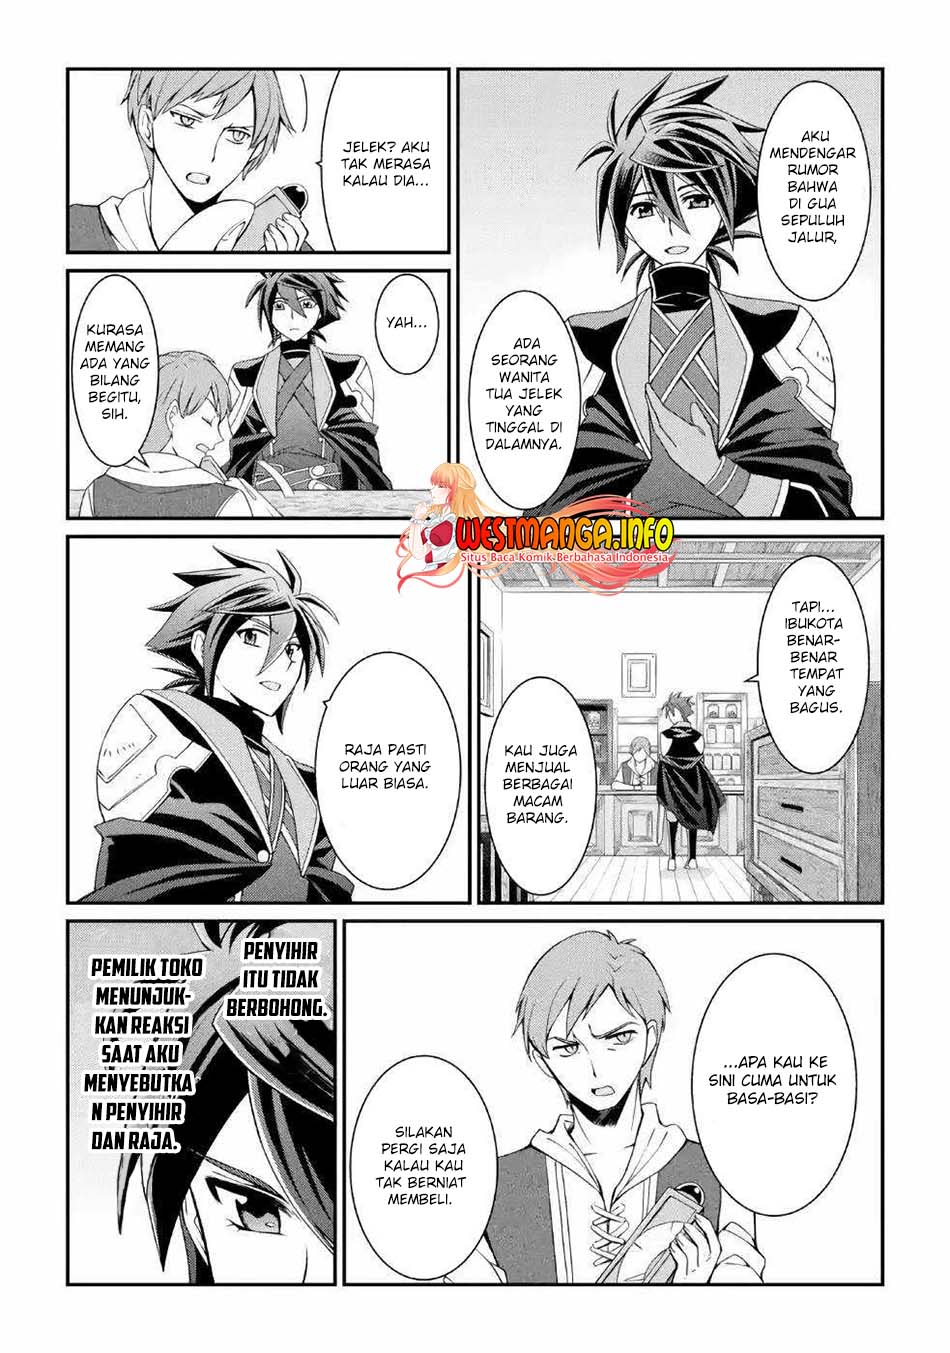 AKU
MENDENGAR
RUMOR
BAHWA
DI GUA
SEPULUH
JALUR,
ADA
SEORANG
WANITA
TUA JELEK
YANG
TINGGAL DI
DALAMNYA.
JELEK? AKU
TAK MERASA
KALAU DIA...
YAH...
KURASA
MEMANG
ADA YANG
BILANG
BEGITU,
SIH.
WESTMANGA.INFO
Situs Baca Komik Berbahasa Indonesia
TAPI...
IBUKOTA
BENAR-
BENAR
TEMPAT
YANG
BAGUS.
KAU JUGA
MENJUAL
BERBAGAI
MACAM
BARANG.
RAJA PASTI
ORANG YANG
LUAR BIASA.
...APA KAU KE
SINI CUMA UNTUK
BASA-BASI?
SILAKAN
PERGI SAJA
KALAU KAU
TAK BERNIAT
MEMBELI.
PENYIHIR
ITU TIDAK
BERBOHONG.
PEMILIK TOKO
MENUNJUK-
KAN REAKSI
SAAT AKU
MENYEBUTKA
N PENYIHIR
DAN RAJA.